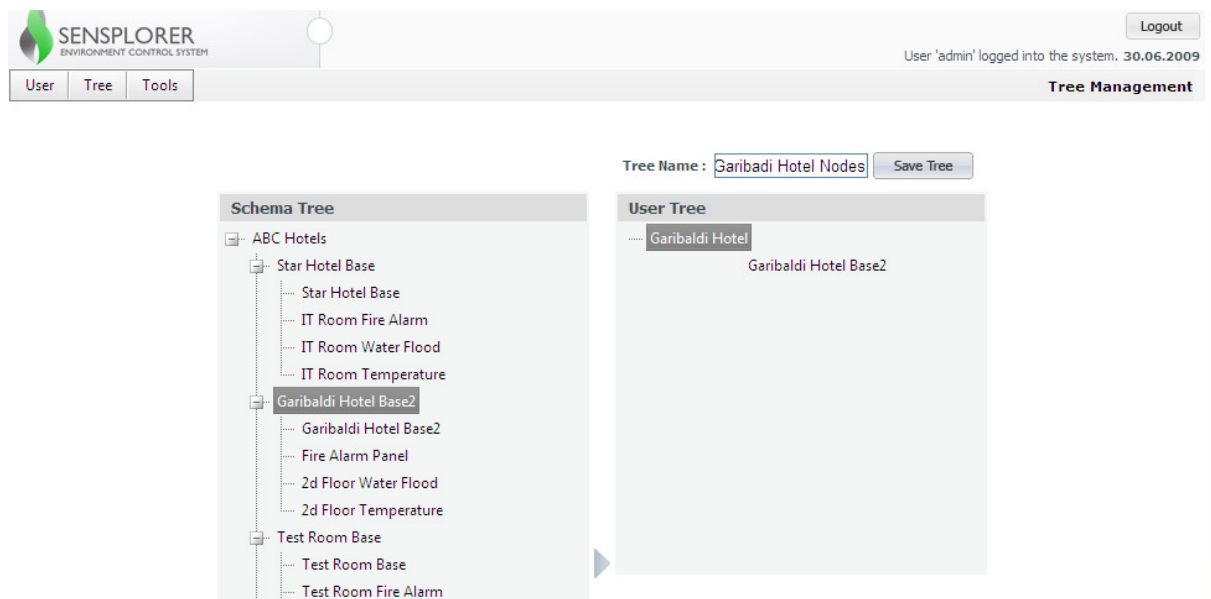 SENSPLORER
ENVIRONMENT CONTROL SYSTEM
Logout
User 'admin' logged into the system. 30.06.2009
User Tree Tools
Tree Management
Tree Name : Garibadi Hotel Nodes Save Tree
Schema Tree
ABC Hotels
Star Hotel Base
Star Hotel Base
IT Room Fire Alarm
IT Room Water Flood
IT Room Temperature
Garibaldi Hotel Base2
Garibaldi Hotel Base2
Fire Alarm Panel
2d Floor Water Flood
2d Floor Temperature
Test Room Base
Test Room Base
Test Room Fire Alarm
User Tree
Garibaldi Hotel
Garibaldi Hotel Base2